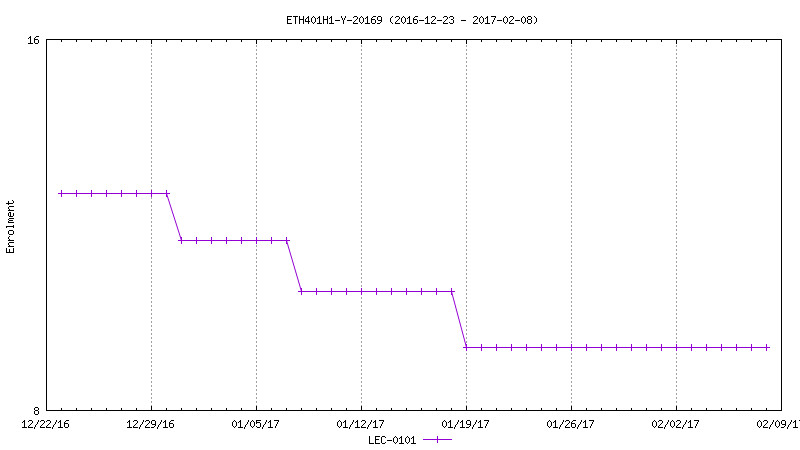 ETH401H1-Y-20169 (2016-12-23 - 2017-02-08)
16
Enrolment
8
12/22/16 12/29/16 01/05/17 01/12/17 01/19/17 01/26/17 02/02/17 02/09/1
LEC-0101